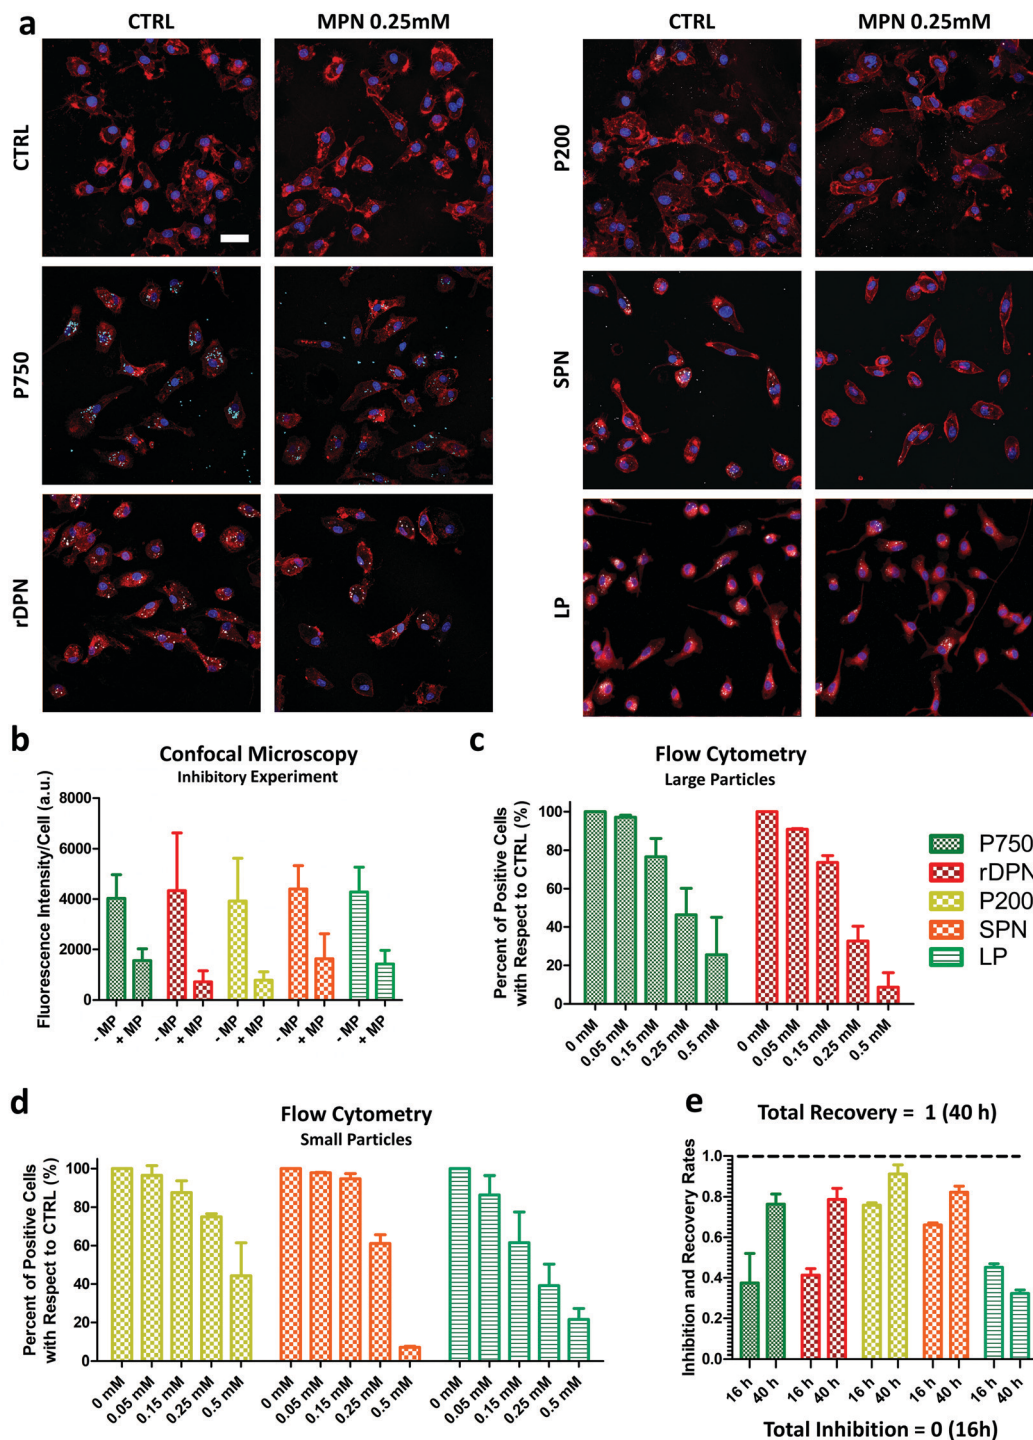 a
CTRL
MPN 0.25mM
CTRL
MPN 0.25mM
CTRL
P200
P750
SPN
rDPN
LP
b
Confocal Microscopy
Inhibitory Experiment
Fluorescence Intensity/Cell (a.u.)
8000
6000
4000
2000
0
- MP
+ MP
- MP
+ MP
- MP
+ MP
- MP
+ MP
- MP
+ MP
c
Flow Cytometry
Large Particles
Percent of Positive Cells
with Respect to CTRL (%)
100
80
60
40
20
0
0 mM
0.05 mM
0.15 mM
0.25 mM
0.5 mM
0 mM
0.05 mM
0.15 mM
0.25 mM
0.5 mM
P750
rDPN
P200
SPN
LP
d
Flow Cytometry
Small Particles
Percent of Positive Cells
with Respect to CTRL (%)
100
80
60
40
20
0
0 mM
0.05 mM
0.15 mM
0.25 mM
0.5 mM
0 mM
0.05 mM
0.15 mM
0.25 mM
0.5 mM
0 mM
0.05 mM
0.15 mM
0.25 mM
0.5 mM
e
Total Recovery = 1 (40 h)
Inhibition and Recovery Rates
1.0
0.8
0.6
0.4
0.2
0.0
16 h
40 h
16 h
40 h
16 h
40 h
16 h
40 h
16 h
40 h
Total Inhibition = 0 (16h)